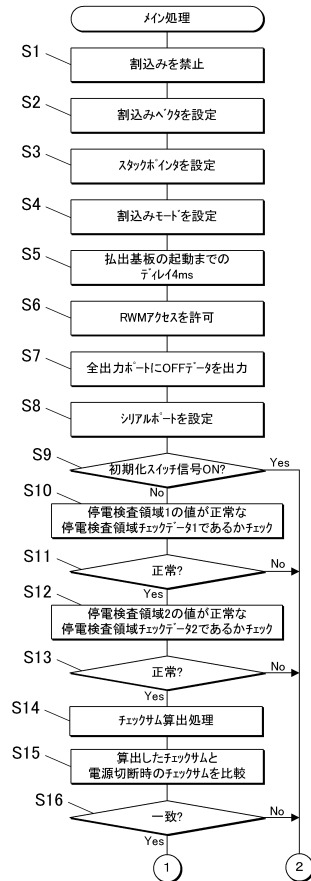 メイン処理
S1
割込みを禁止
S2
割込みベクタを設定
S3
スタックポインタを設定
S4
割込みモードを設定
S5
払出基板の起動までの
ディレイ4ms
S6
RWMアクセスを許可
S7
全出力ポートにOFFデータを出力
S8
シリアルポートを設定
S9
初期化スイッチ信号ON?
Yes
No
S10
停電検査領域1の値が正常な
停電検査領域チェックデータ1であるかチェック
S11
正常?
No
Yes
S12
停電検査領域2の値が正常な
停電検査領域チェックデータ2であるかチェック
S13
正常?
No
Yes
S14
チェックサム算出処理
S15
算出したチェックサムと
電源切断時のチェックサムを比較
S16
一致?
No
Yes
1
2